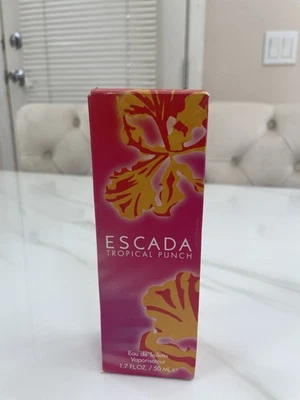 ESCADA
TROPICAL PUNCH
Eau de Toilette
Vaporisateur
1.7 FL.OZ. / 50 ML ℮